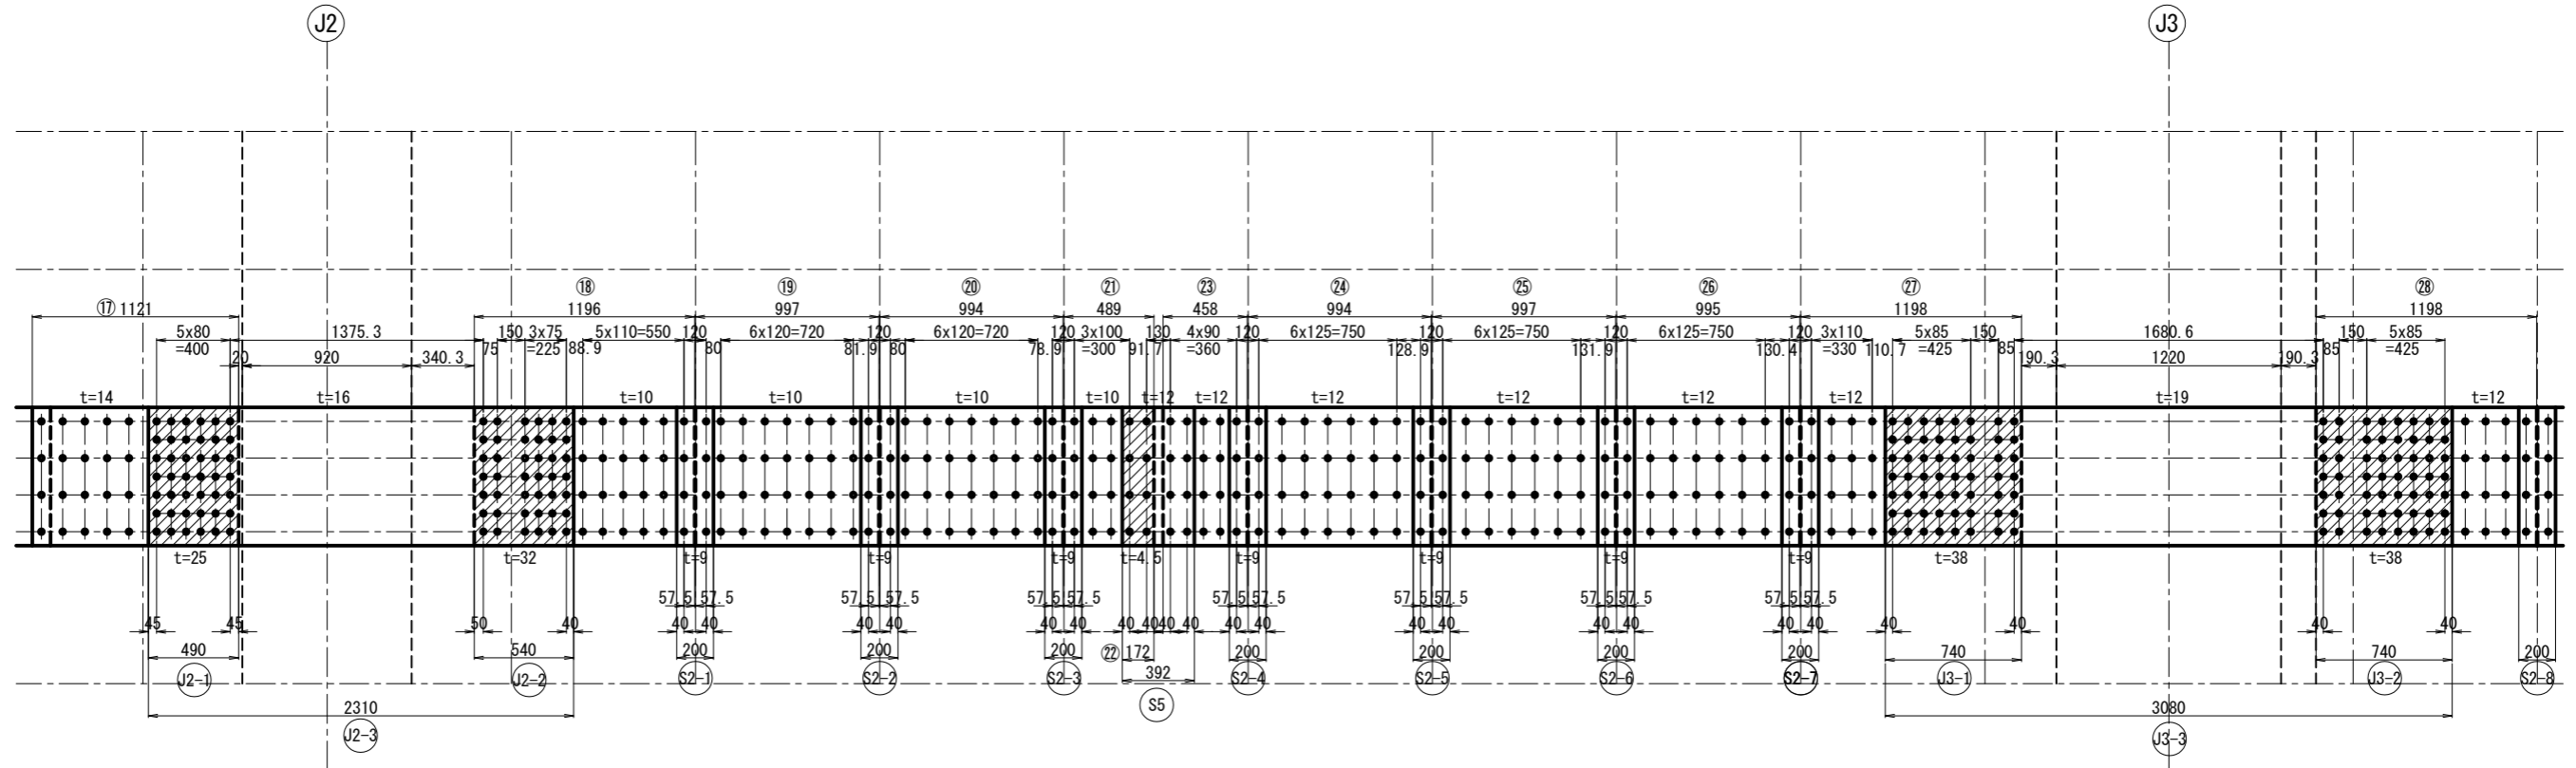 J2 J3
⑱ ⑲ ⑳ ㉑ ㉓ ㉔ ㉕ ㉖ ㉗ ㉘
⑰ 1121 1196 997 994 489 458 994 997 995 1198 1198
5x80 1375.3 150 3x75 5x110=550 120 6x120=720 120 6x120=720 120 3x100 130 4x90 120 6x125=750 120 6x125=750 120 6x125=750 120 3x110 5x85 150 1680.6 150 5x85
=400 75 =225 88.9 80 81.9 80 78.9 =300 91.7 =360 128.9 131.9 130.4 =330 110.7 =425 85 85 =425
20 920 340.3 190.3 1220 190.3
t=14 t=16 t=10 t=10 t=10 t=10 t=12 t=12 t=12 t=12 t=12 t=12 t=19 t=12
t=25 t=32 t=9 t=9 t=9 t=4.5 t=9 t=9 t=9 t=9 t=38 t=38
57.5 57.5 57.5 57.5 57.5 57.5 57.5 57.5 57.5 57.5 57.5 57.5 57.5 57.5
45 45 50 40 40 40 40 40 40 40 40 40 40 40 40 40 40 40 40 40 40 40 40 40 40 40
490 540 200 200 200 ㉒ 172 200 200 200 200 740 740 200
J2-1 J2-2 S2-1 S2-2 S2-3 392 S2-4 S2-5 S2-6 S2-7 J3-1 J3-2 S2-8
S5
2310 3080
J2-3 J3-3